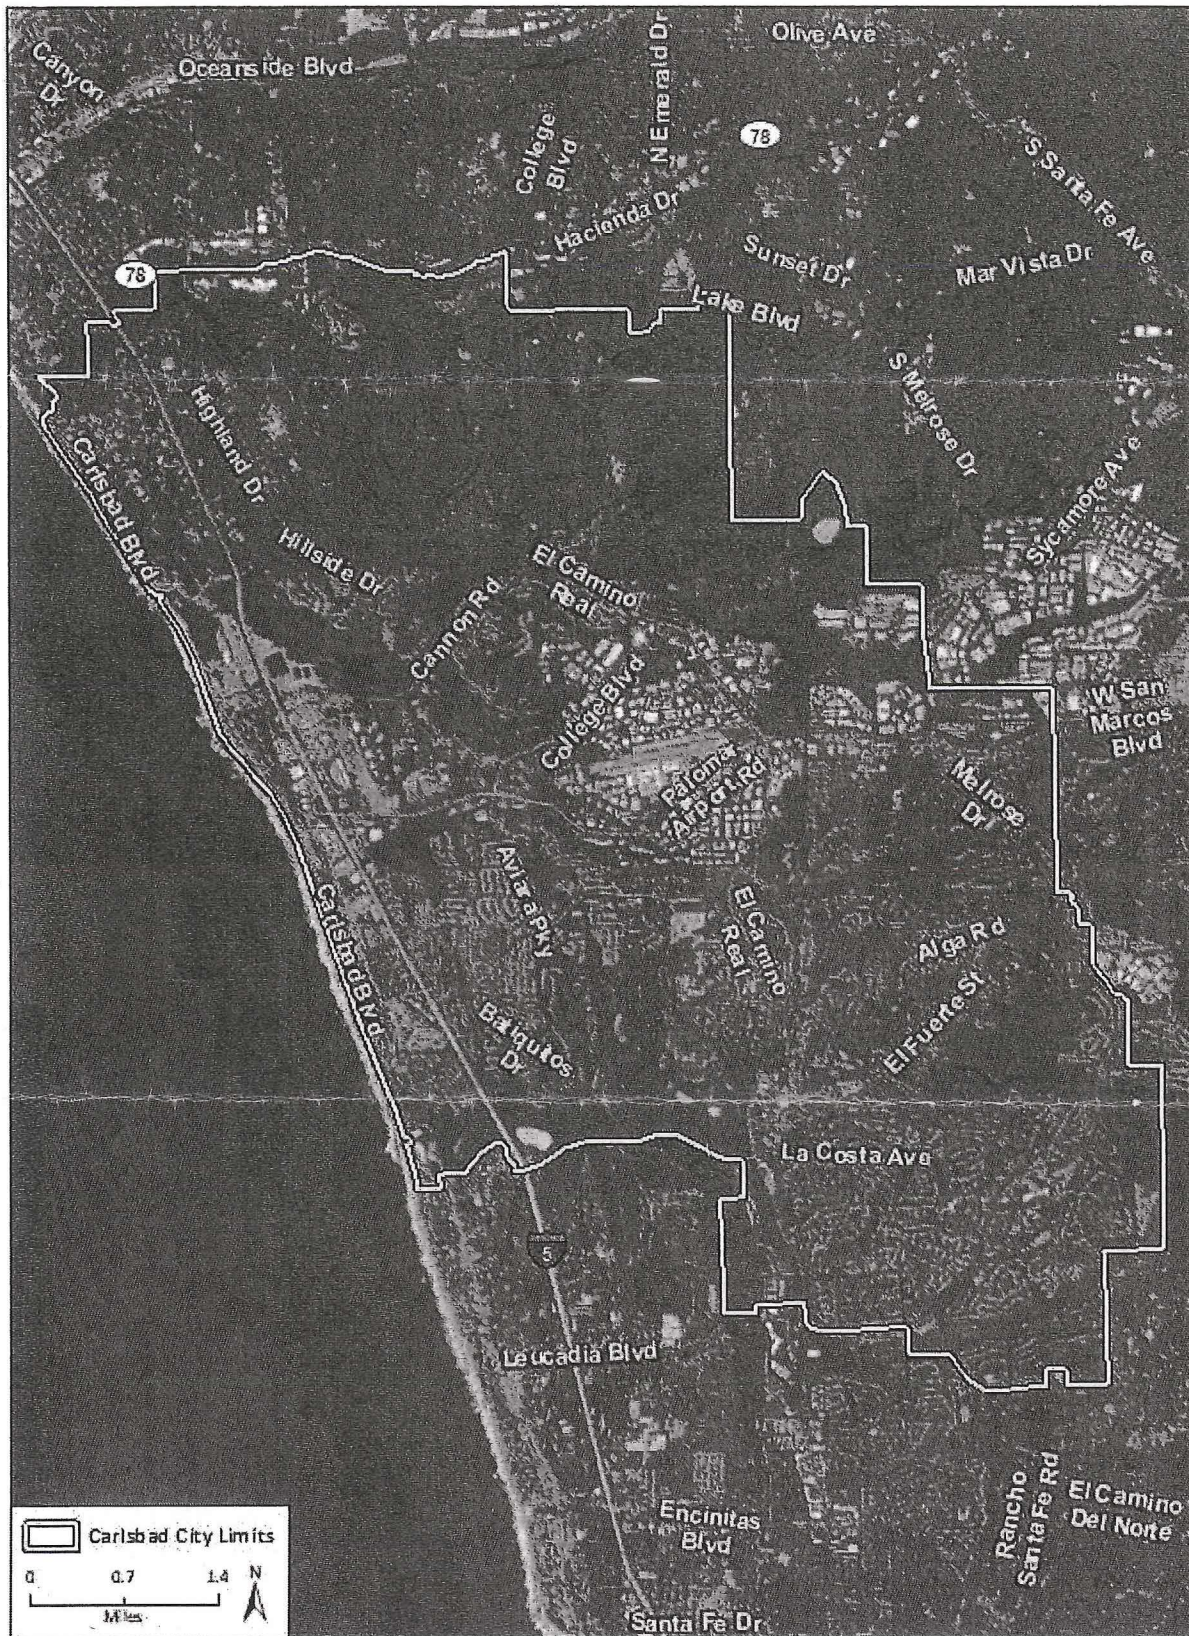 Olive Ave
Canyon
Dr
Oceanside Blvd
N Emerald Dr
College
Blvd
78
S Santa Fe Ave
Hacienda Dr
Sunset Dr
Mar Vista Dr
78
Lake Blvd
S Melrose Dr
Highland Dr
Carlsbad Blvd
Sycamore Ave
Hillside Dr
El Camino
Real
Cannon Rd
College Blvd
W San
Marcos
Blvd
Palomar
Airport Rd
Melrose
Dr
Aviara Pky
Carlsbad Blvd
El Camino
Real
Alga Rd
El Fuerte St
Batiquitos
Dr
La Costa Ave
5
Leucadia Blvd
Rancho
Santa Fe Rd
El Camino
Del Norte
Encinitas
Blvd
Santa Fe Dr
Carlsbad City Limits
0 0.7 1.4
Miles
N